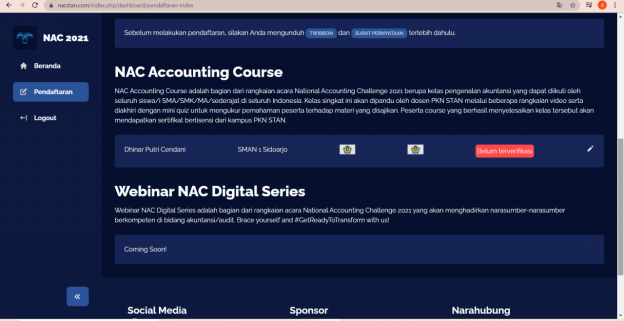 nacstan.com/index.php/dashboard/pendaftaran-index
NAC 2021
Beranda
Pendaftaran
Logout
Sebelum melakukan pendaftaran, silakan Anda mengunduh TWIBBON dan SURAT PERNYATAAN terlebih dahulu.
NAC Accounting Course
NAC Accounting Course adalah bagian dari rangkaian acara National Accounting Challenge 2021 berupa kelas pengenalan akuntansi yang dapat diikuti oleh
seluruh siswa/i SMA/SMK/MA/sederajat di seluruh Indonesia. Kelas singkat ini akan dipandu oleh dosen PKN STAN melalui beberapa rangkaian video serta
diakhiri dengan mini quiz untuk mengukur pemahaman peserta terhadap materi yang disajikan. Peserta course yang berhasil menyelesaikan kelas tersebut akan
mendapatkan sertifikat berlisensi dari kampus PKN STAN.
Dhinar Putri Cendani SMAN 1 Sidoarjo Belum terverifikasi
Webinar NAC Digital Series
Webinar NAC Digital Series adalah bagian dari rangkaian acara National Accounting Challenge 2021 yang akan menghadirkan narasumber-narasumber
berkompeten di bidang akuntansi/audit. Brace yourself and #GetReadyToTransform with us!
Coming Soon!
Social Media Sponsor Narahubung